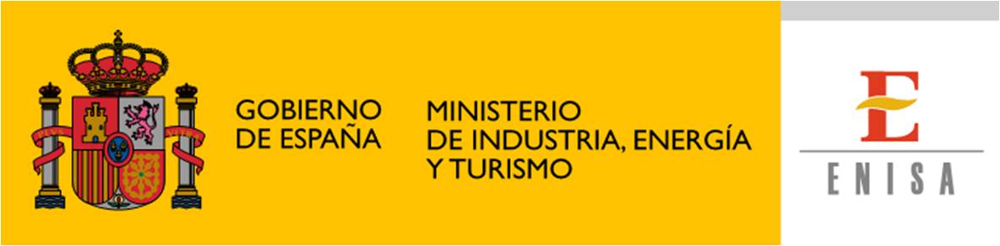 GOBIERNO
DE ESPAÑA
MINISTERIO
DE INDUSTRIA, ENERGÍA
Y TURISMO
E
ENISA